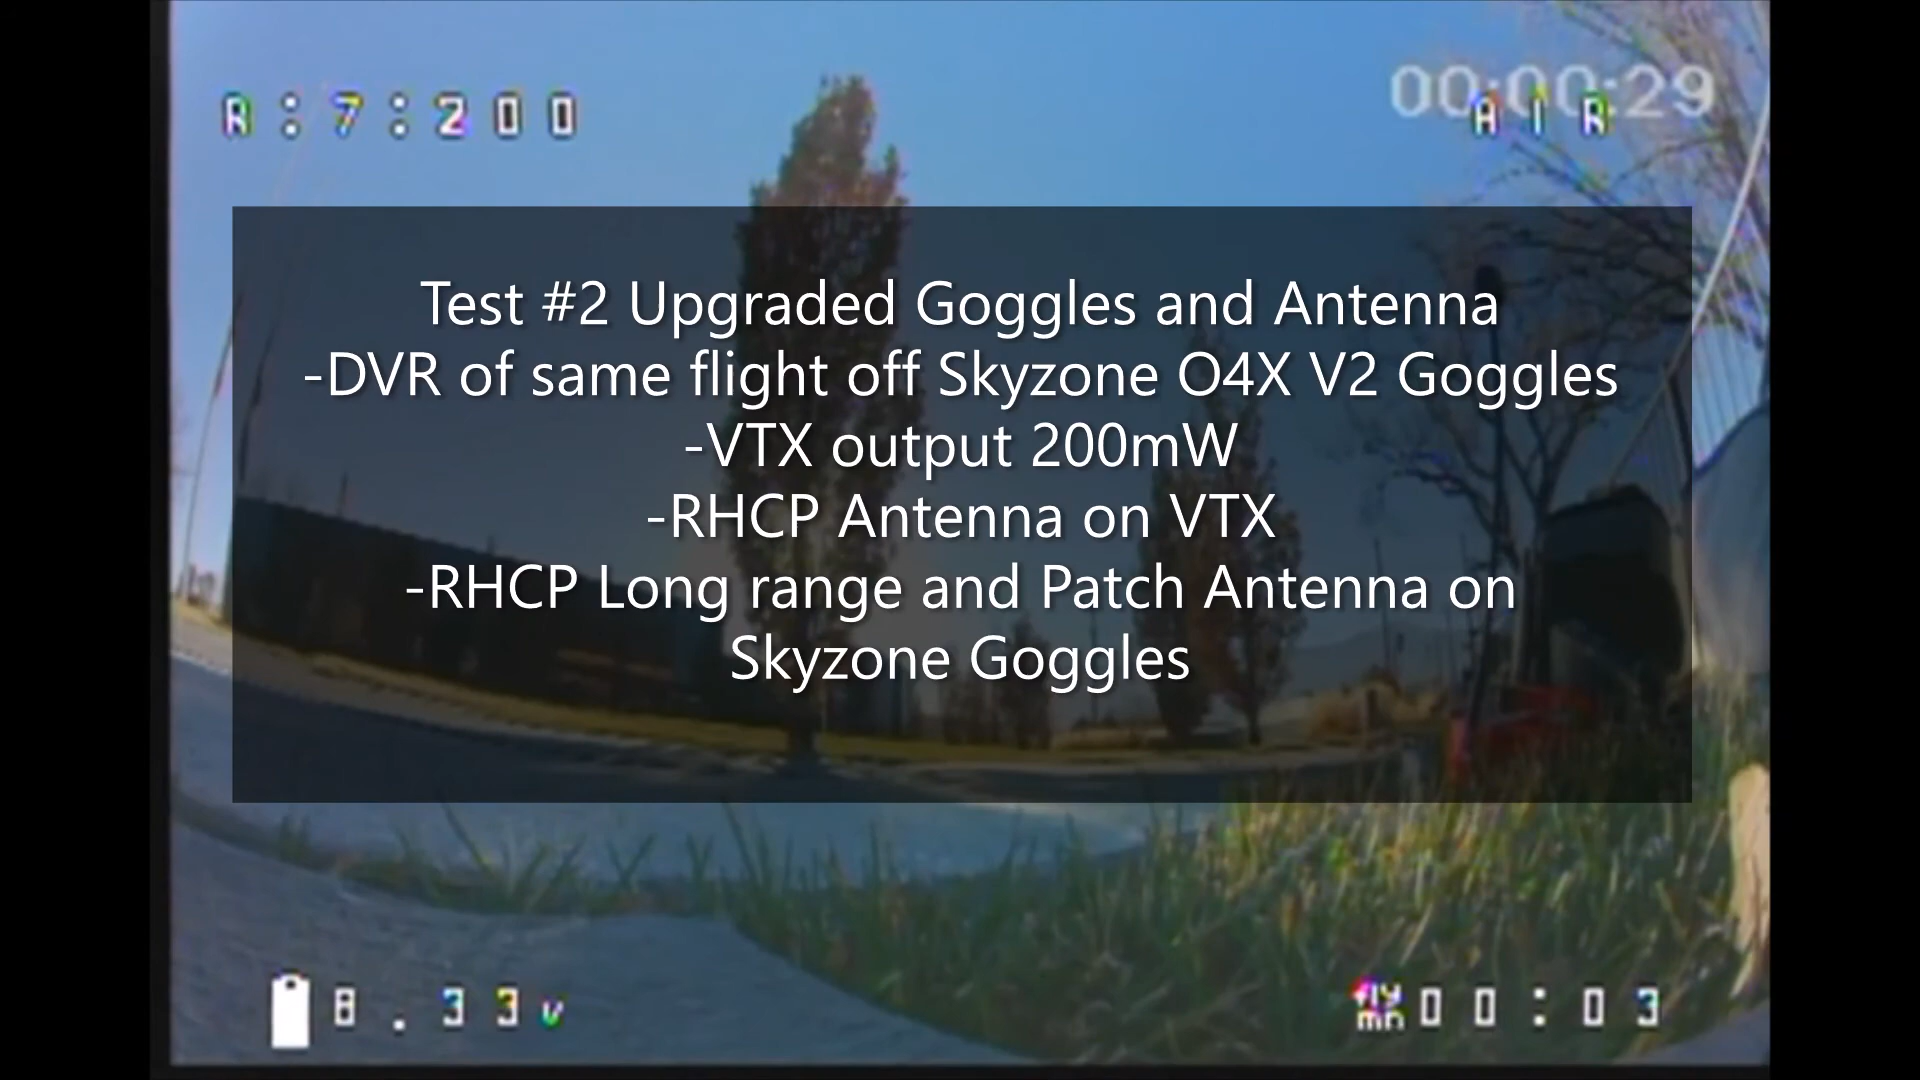 R:7:200
00:00:29
AIR
Test #2 Upgraded Goggles and Antenna
-DVR of same flight off Skyzone O4X V2 Goggles
-VTX output 200mW
-RHCP Antenna on VTX
-RHCP Long range and Patch Antenna on
Skyzone Goggles
8.33v
fly mn 00:03